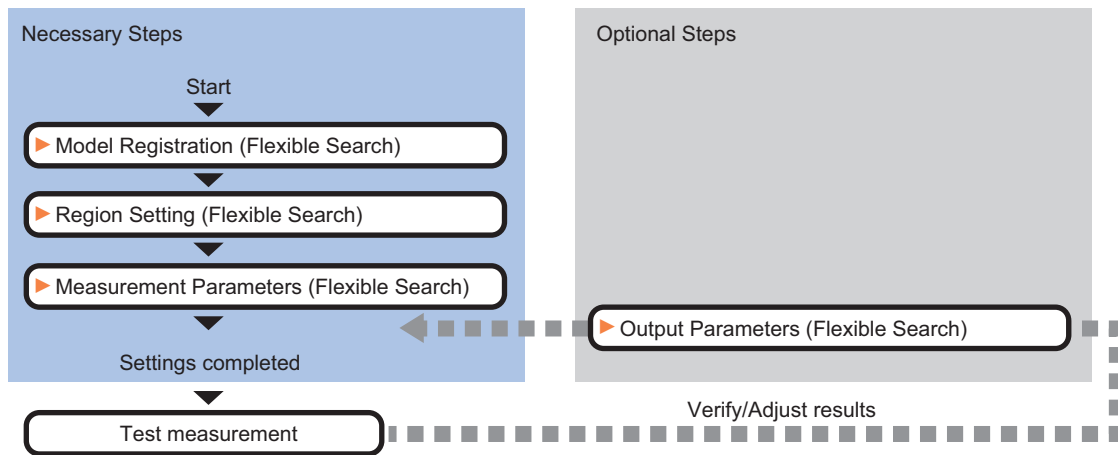 Necessary Steps
Start
Model Registration (Flexible Search)
Region Setting (Flexible Search)
Measurement Parameters (Flexible Search)
Settings completed
Test measurement
Optional Steps
Output Parameters (Flexible Search)
Verify/Adjust results